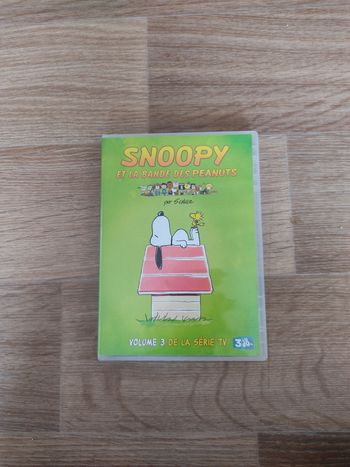 SNOOPY
ET LA BANDE DES PEANUTS
par Schulz
VOLUME 3 DE LA SÉRIE TV